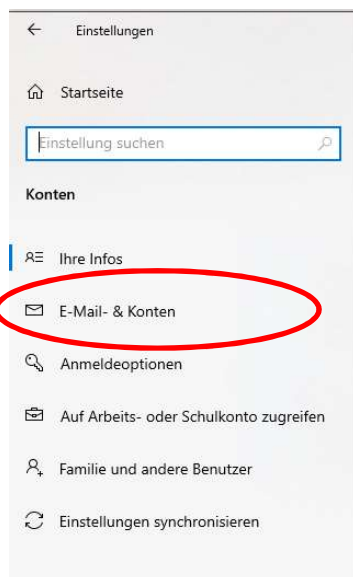 Einstellungen
Startseite
Einstellung suchen
Konten
Ihre Infos
E-Mail- & Konten
Anmeldeoptionen
Auf Arbeits- oder Schulkonto zugreifen
Familie und andere Benutzer
Einstellungen synchronisieren